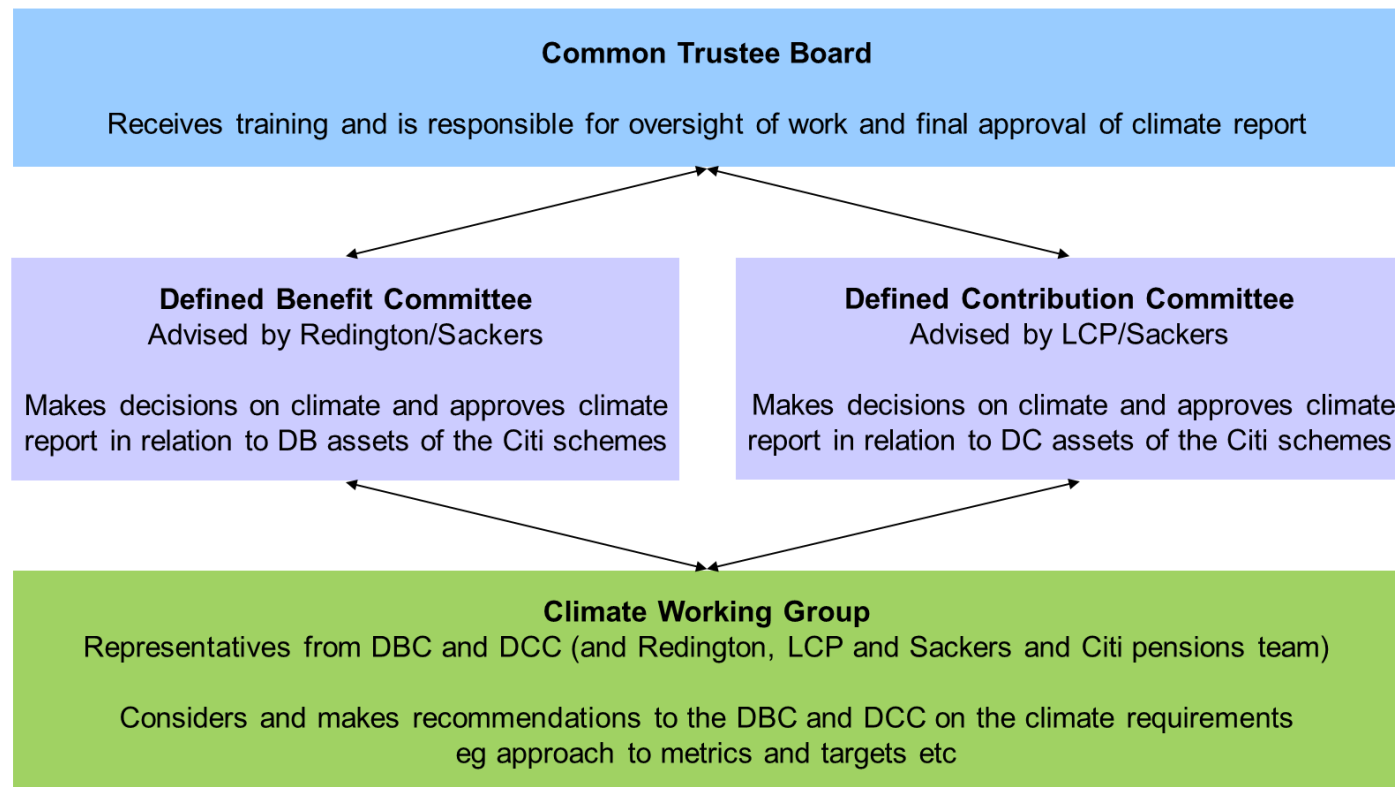 Common Trustee Board
Receives training and is responsible for oversight of work and final approval of climate report
Defined Benefit Committee
Advised by Redington/Sackers
Makes decisions on climate and approves climate
report in relation to DB assets of the Citi schemes
Defined Contribution Committee
Advised by LCP/Sackers
Makes decisions on climate and approves climate
report in relation to DC assets of the Citi schemes
Climate Working Group
Representatives from DBC and DCC (and Redington, LCP and Sackers and Citi pensions team)
Considers and makes recommendations to the DBC and DCC on the climate requirements
eg approach to metrics and targets etc